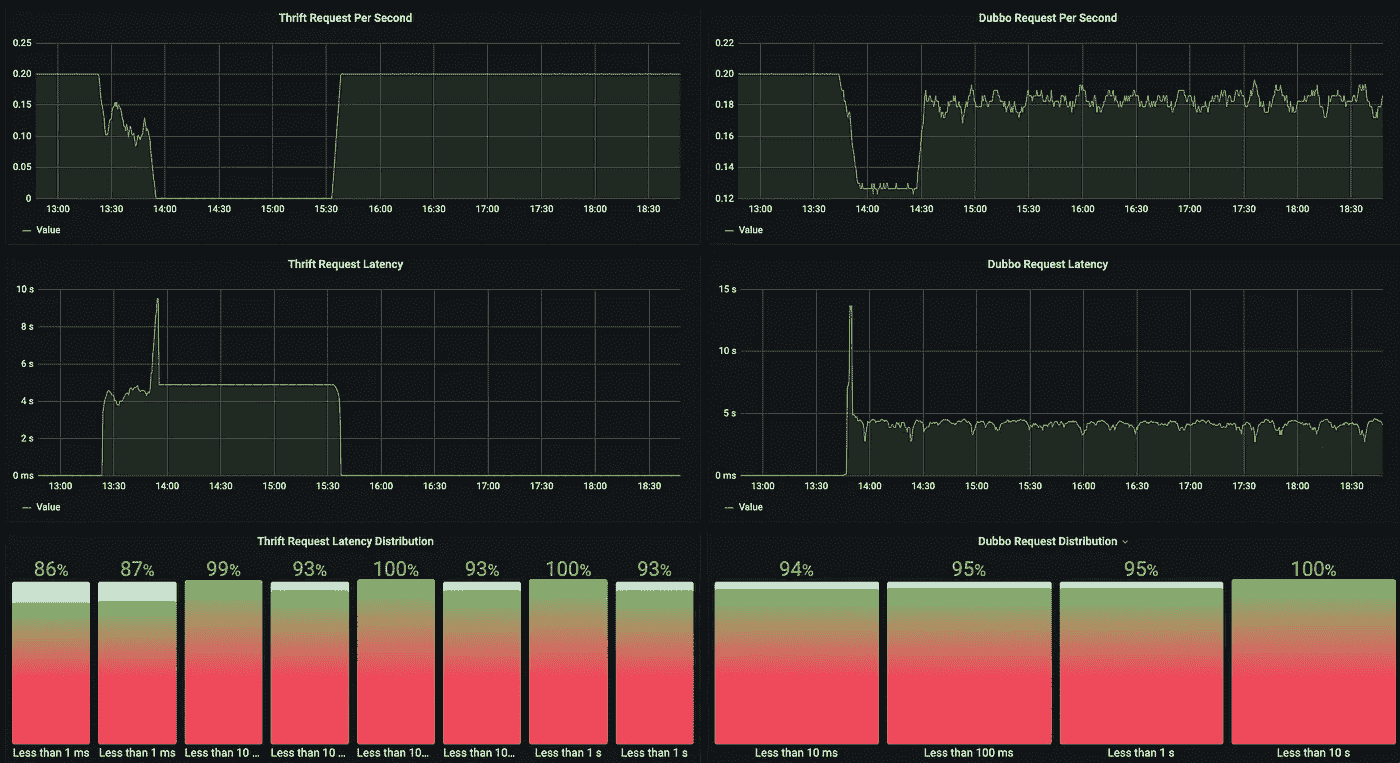 Thrift Request Per Second
0.25
0.20
0.15
0.10
0.05
0
13:00 13:30 14:00 14:30 15:00 15:30 16:00 16:30 17:00 17:30 18:00 18:30
Value
Dubbo Request Per Second
0.22
0.20
0.18
0.16
0.14
0.12
13:00 13:30 14:00 14:30 15:00 15:30 16:00 16:30 17:00 17:30 18:00 18:30
Value
Thrift Request Latency
10 s
8 s
6 s
4 s
2 s
0 ms
13:00 13:30 14:00 14:30 15:00 15:30 16:00 16:30 17:00 17:30 18:00 18:30
Value
Dubbo Request Latency
15 s
10 s
5 s
0 ms
13:00 13:30 14:00 14:30 15:00 15:30 16:00 16:30 17:00 17:30 18:00 18:30
Value
Thrift Request Latency Distribution
86% 87% 99% 93% 100% 93% 100% 93%
Less than 1 ms Less than 1 ms Less than 10 ... Less than 10 ... Less than 10... Less than 10... Less than 1 s Less than 1 s
Dubbo Request Distribution
94% 95% 95% 100%
Less than 10 ms Less than 100 ms Less than 1 s Less than 10 s